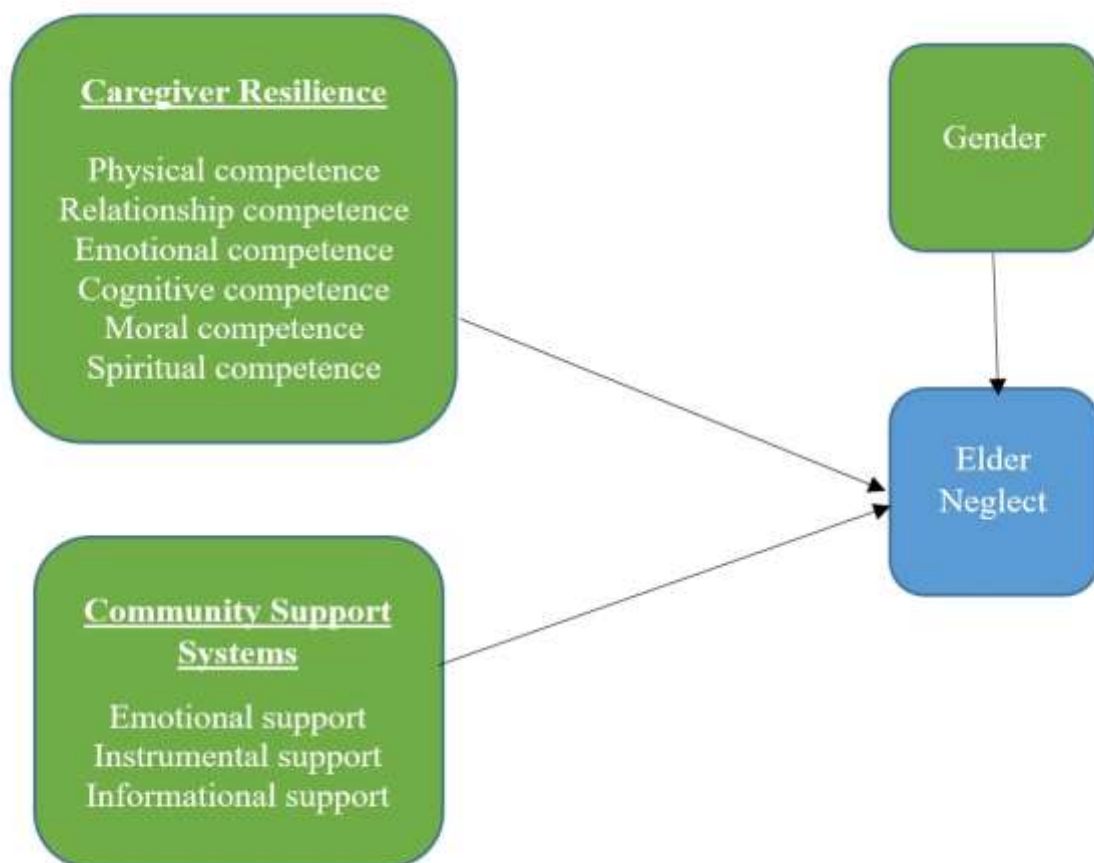 Caregiver Resilience
Physical competence
Relationship competence
Emotional competence
Cognitive competence
Moral competence
Spiritual competence
Gender
Elder
Neglect
Community Support
Systems
Emotional support
Instrumental support
Informational support